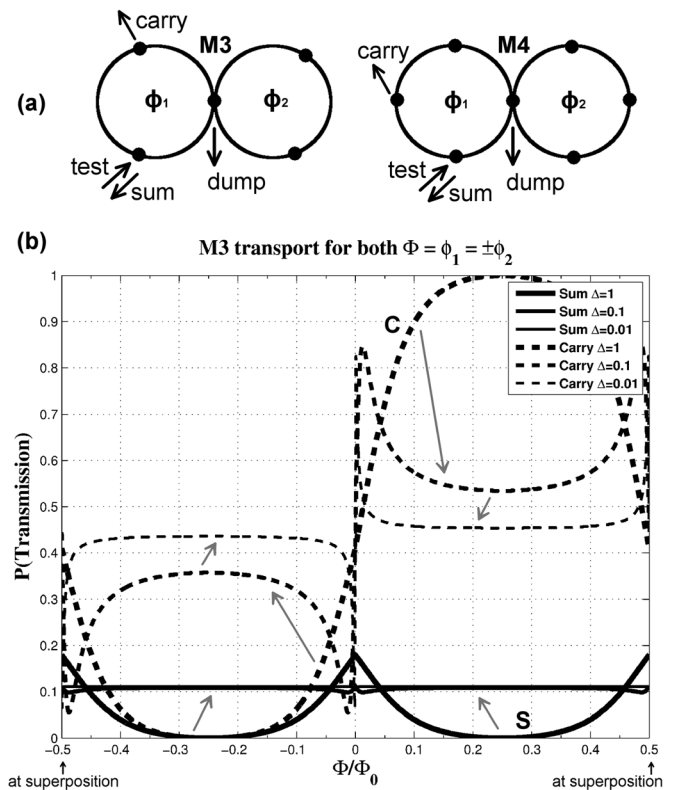 carry M3
(a) Φ1 Φ2
test
sum dump
M4
carry
Φ1 Φ2
test
sum dump
(b)
M3 transport for both Φ = ϕ1 = ±ϕ2
P(Transmission)
1
0.9
0.8
0.7
0.6
0.5
0.4
0.3
0.2
0.1
0
C
S
Sum Δ=1
Sum Δ=0.1
Sum Δ=0.01
Carry Δ=1
Carry Δ=0.1
Carry Δ=0.01
−0.5 −0.4 −0.3 −0.2 −0.1 0 0.1 0.2 0.3 0.4 0.5
Φ/Φ0
at superposition at superposition